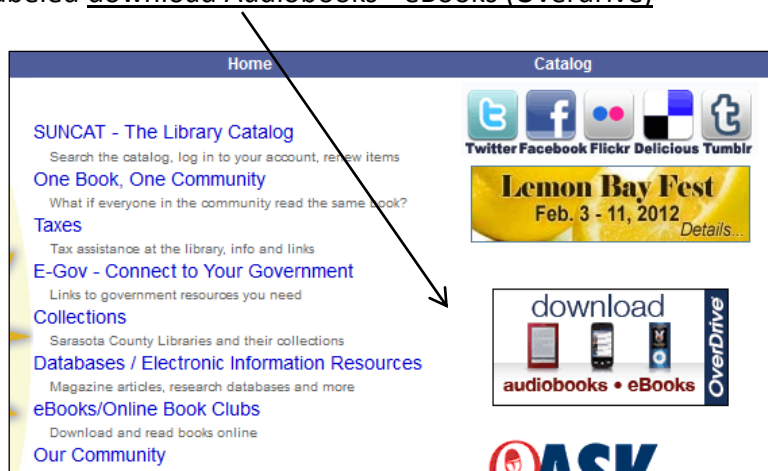 download Audiobooks - eBooks (Overdrive)
Home Catalog
SUNCAT - The Library Catalog
Search the catalog, log in to your account, renew items
One Book, One Community
What if everyone in the community read the same book?
Taxes
Tax assistance at the library, info and links
E-Gov - Connect to Your Government
Links to government resources you need
Collections
Sarasota County Libraries and their collections
Databases / Electronic Information Resources
Magazine articles, research databases and more
eBooks/Online Book Clubs
Download and read books online
Our Community
Twitter Facebook Flickr Delicious Tumblr
Lemon Bay Fest
Feb. 3 - 11, 2012
Details...
download
audiobooks • eBooks
OverDrive
ASK